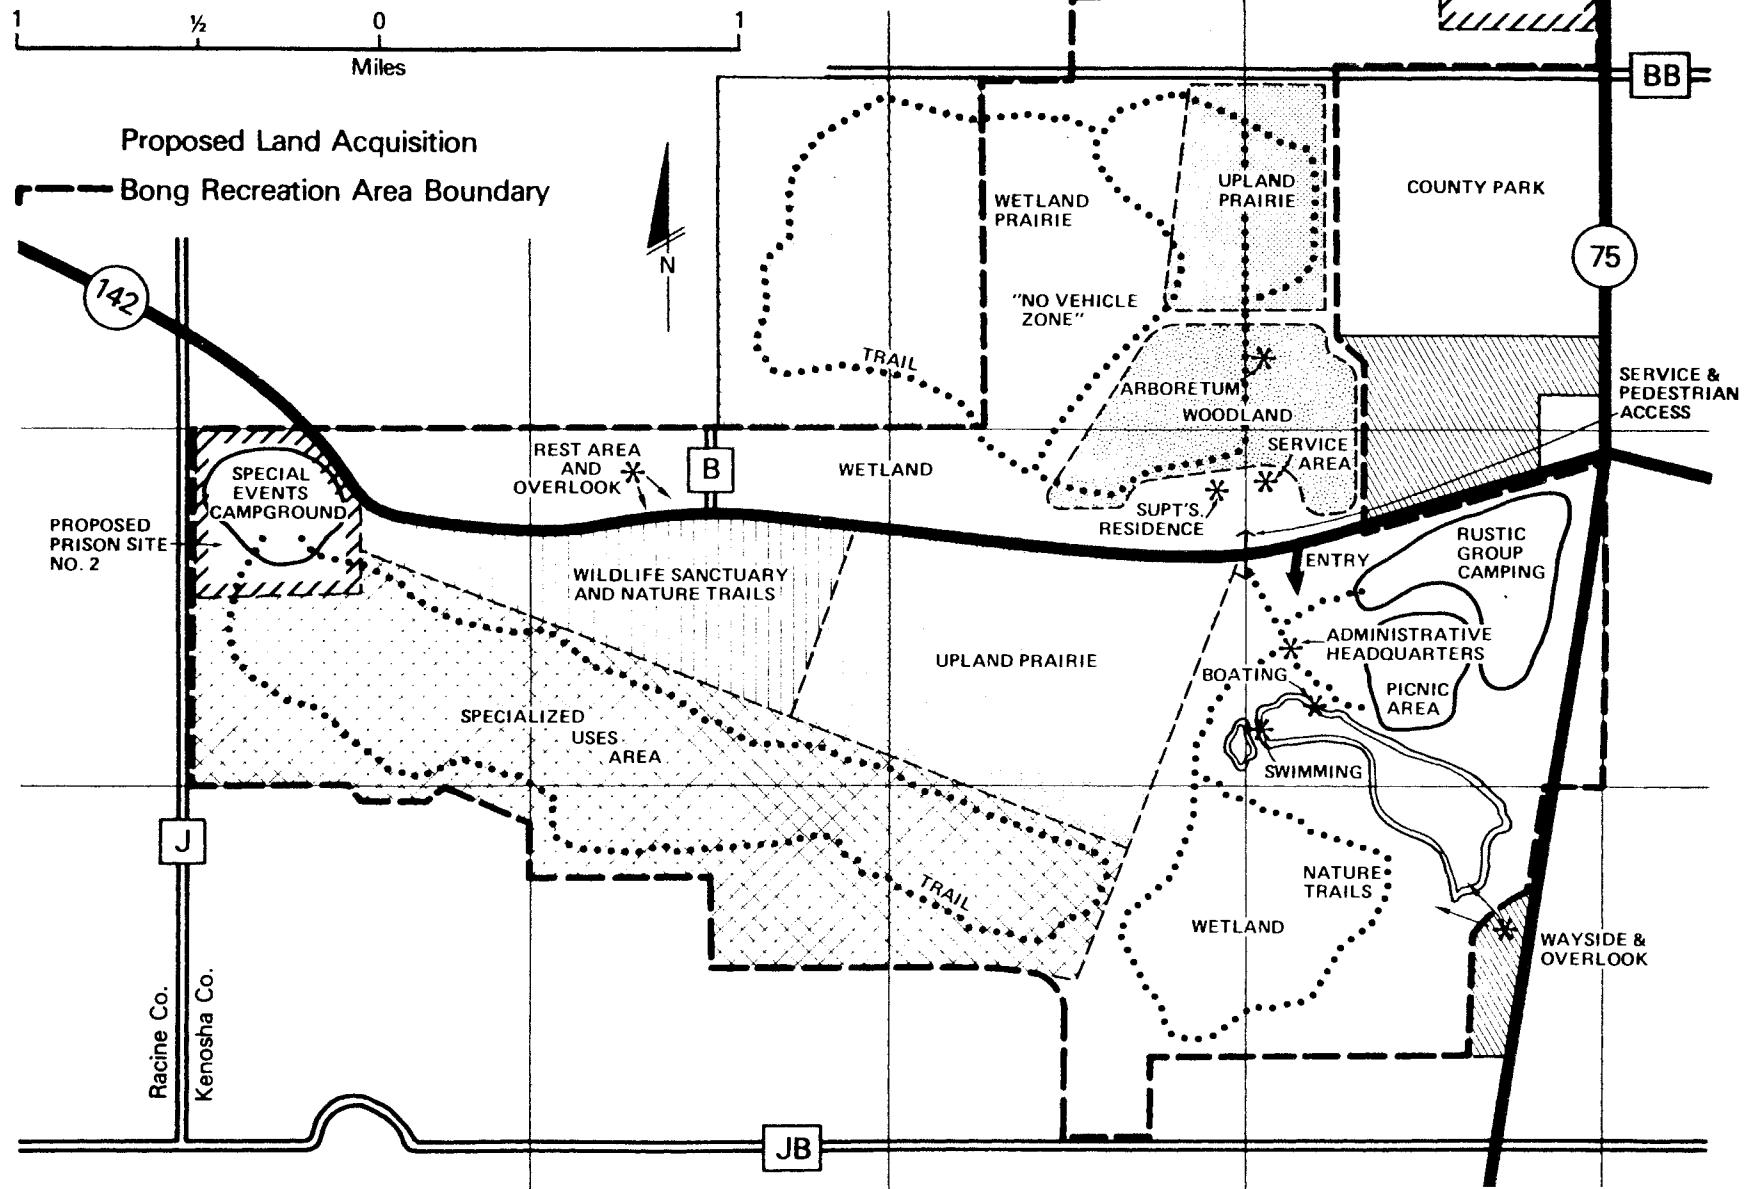 1 ½ 0 1
Miles
BB
Proposed Land Acquisition
Bong Recreation Area Boundary
N
142
75
WETLAND
PRAIRIE
UPLAND
PRAIRIE
COUNTY PARK
"NO VEHICLE
ZONE"
TRAIL
ARBORETUM
WOODLAND
SERVICE
AREA
SERVICE &
PEDESTRIAN
ACCESS
REST AREA
AND
OVERLOOK
B
WETLAND
SUPT'S.
RESIDENCE
SPECIAL
EVENTS
CAMPGROUND
PROPOSED
PRISON SITE
NO. 2
WILDLIFE SANCTUARY
AND NATURE TRAILS
ENTRY
RUSTIC
GROUP
CAMPING
UPLAND PRAIRIE
ADMINISTRATIVE
HEADQUARTERS
BOATING
PICNIC
AREA
SPECIALIZED
USES
AREA
SWIMMING
J
TRAIL
NATURE
TRAILS
WETLAND
WAYSIDE &
OVERLOOK
Racine Co.
Kenosha Co.
JB